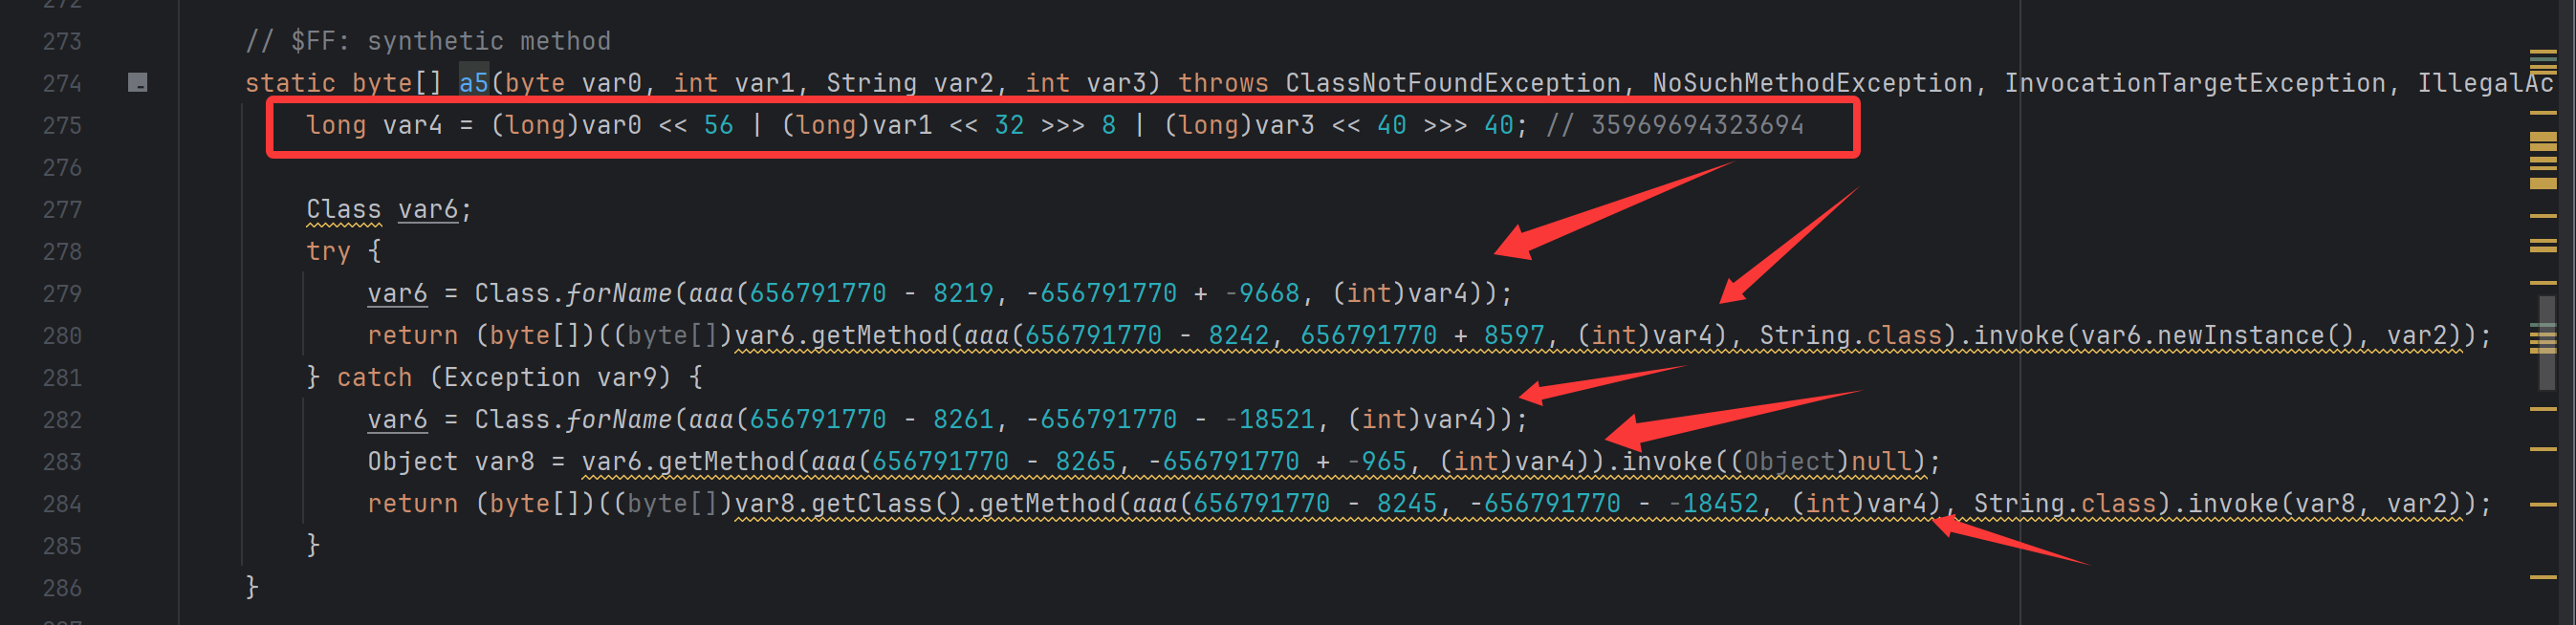 272
273 // $FF: synthetic method
274 static byte[] a5(byte var0, int var1, String var2, int var3) throws ClassNotFoundException, NoSuchMethodException, InvocationTargetException, IllegalAc
275 long var4 = (long)var0 << 56 | (long)var1 << 32 >>> 8 | (long)var3 << 40 >>> 40; // 35969694323694
276
277 Class var6;
278 try {
279 var6 = Class.forName(aaa(656791770 - 8219, -656791770 + -9668, (int)var4));
280 return (byte[])((byte[])var6.getMethod(aaa(656791770 - 8242, 656791770 + 8597, (int)var4), String.class).invoke(var6.newInstance(), var2));
281 } catch (Exception var9) {
282 var6 = Class.forName(aaa(656791770 - 8261, -656791770 - -18521, (int)var4));
283 Object var8 = var6.getMethod(aaa(656791770 - 8265, -656791770 + -965, (int)var4)).invoke((Object)null);
284 return (byte[])((byte[])var8.getClass().getMethod(aaa(656791770 - 8245, -656791770 - -18452, (int)var4), String.class).invoke(var8, var2));
285 }
286 }